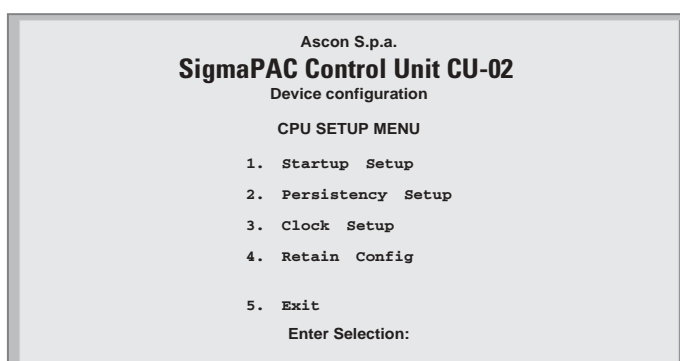 Ascon S.p.a.
SigmaPAC Control Unit CU-02
Device configuration
CPU SETUP MENU
1. Startup Setup
2. Persistency Setup
3. Clock Setup
4. Retain Config
5. Exit
Enter Selection: